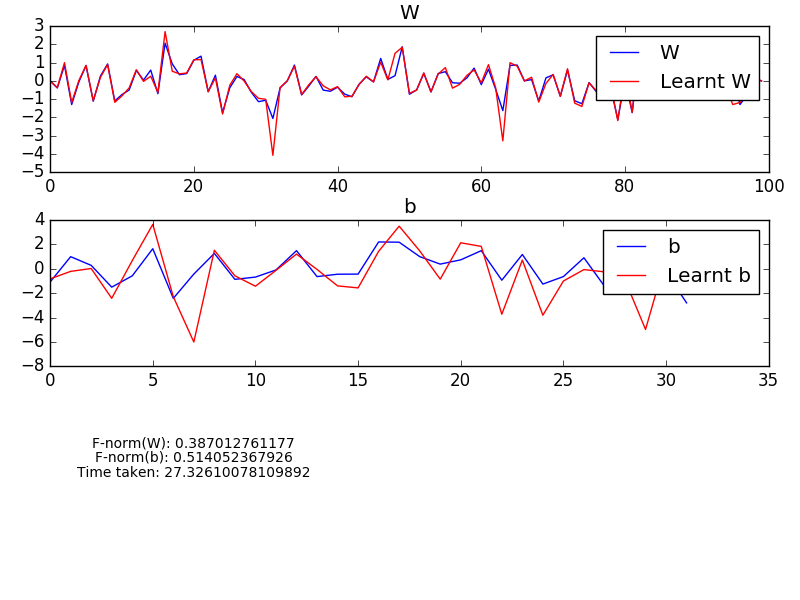 W
3
2
1
0
−1
−2
−3
−4
−5
0 20 40 60 80 100
W
Learnt W
b
4
2
0
−2
−4
−6
−8
0 5 10 15 20 25 30 35
b
Learnt b
F-norm(W): 0.387012761177
F-norm(b): 0.514052367926
Time taken: 27.32610078109892